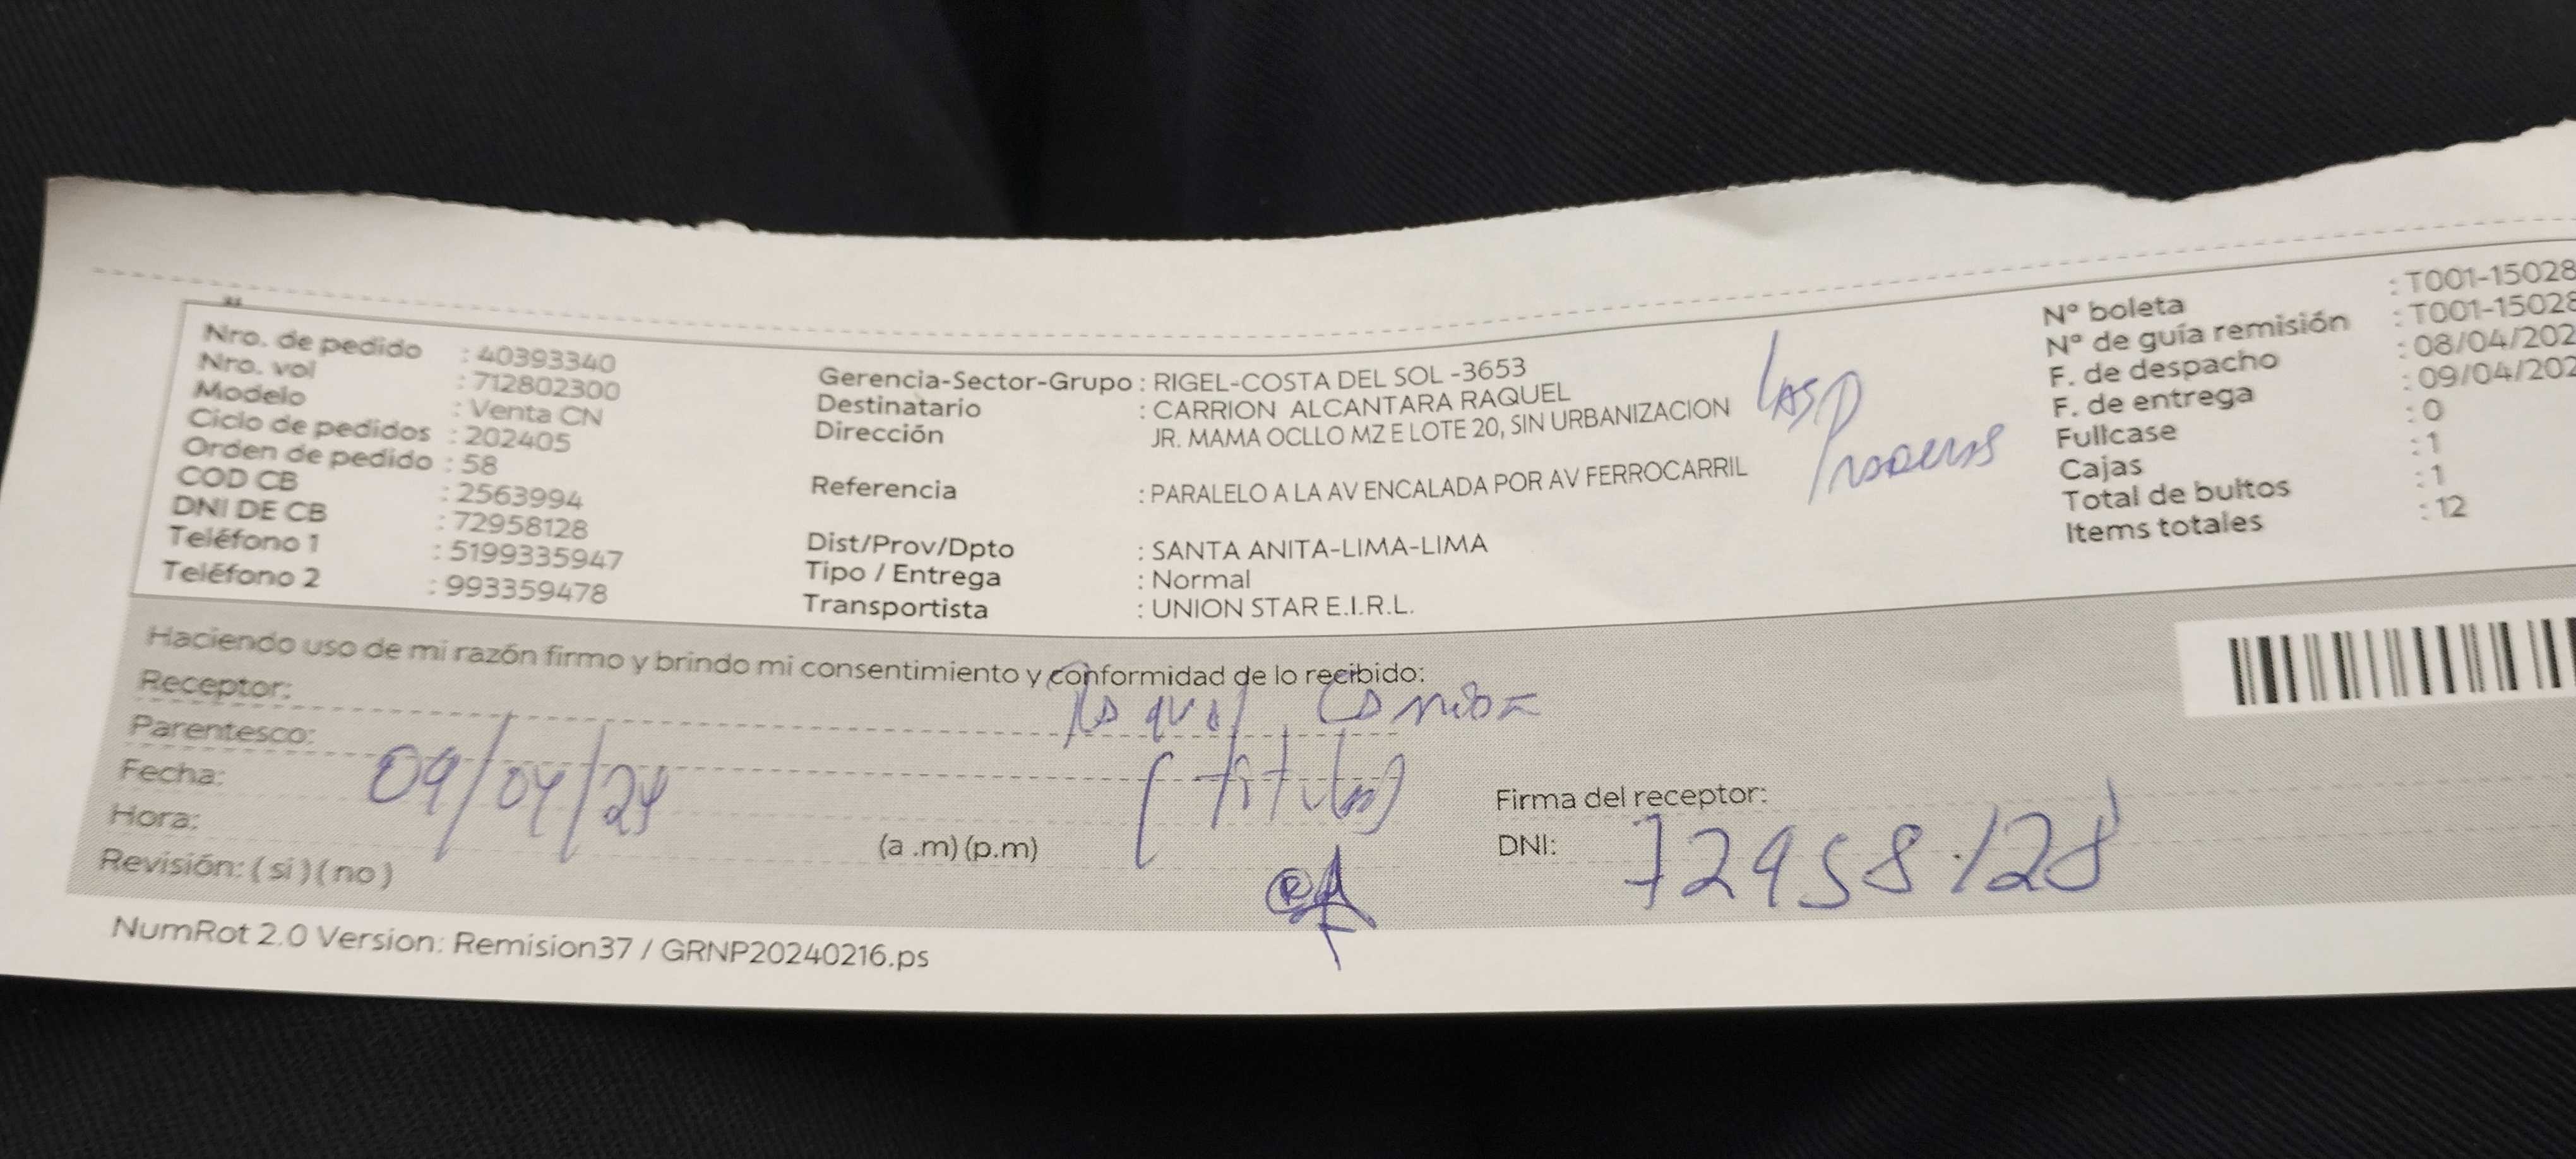 Nro. de pedido : 40393340
Nro. vol : 712802300
Modelo : Venta CN
Ciclo de pedidos : 202405
Orden de pedido : 58
COD CB : 2563994
DNI DE CB : 72958128
Teléfono 1 : 5199335947
Teléfono 2 : 993359478
Gerencia-Sector-Grupo : RIGEL-COSTA DEL SOL -3653
Destinatario : CARRION ALCANTARA RAQUEL
Dirección JR. MAMA OCLLO MZ E LOTE 20, SIN URBANIZACION
Referencia : PARALELO A LA AV ENCALADA POR AV FERROCARRIL
Dist/Prov/Dpto : SANTA ANITA-LIMA-LIMA
Tipo / Entrega : Normal
Transportista : UNION STAR E.I.R.L.
N° boleta : T001-15028
N° de guía remisión : T001-15028
F. de despacho : 08/04/202
F. de entrega : 09/04/202
Fullcase : 0
Cajas : 1
Total de bultos : 1
Items totales : 12
Haciendo uso de mi razón firmo y brindo mi consentimiento y conformidad de lo recibido:
Receptor: Raquel Carrion
Parentesco: (titular)
Fecha: 09/04/24
Hora: (a .m) (p.m)
Revisión: ( si ) ( no )
Firma del receptor:
DNI: 72958128
NumRot 2.0 Version: Remision37 / GRNP20240216.ps